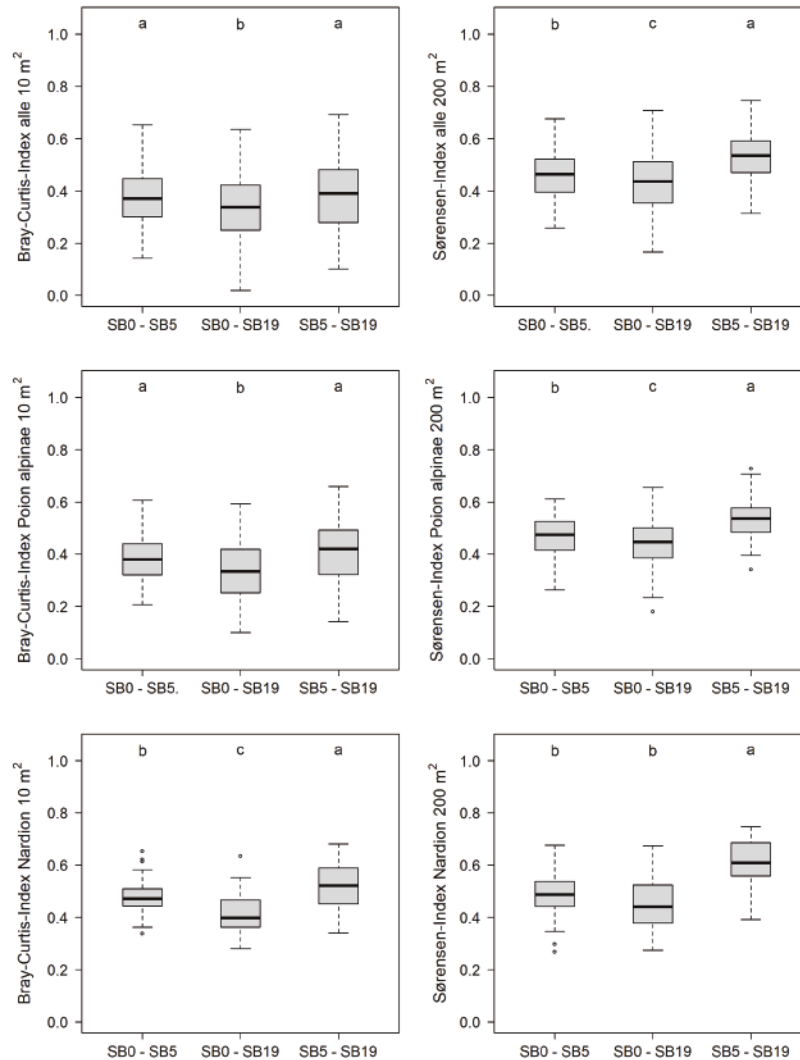 a b a
1.0
0.8
0.6
0.4
0.2
0.0
Bray-Curtis-Index alle 10 m²
SB0 - SB5 SB0 - SB19 SB5 - SB19
b c a
1.0
0.8
0.6
0.4
0.2
0.0
Sørensen-Index alle 200 m²
SB0 - SB5. SB0 - SB19 SB5 - SB19
a b a
1.0
0.8
0.6
0.4
0.2
0.0
Bray-Curtis-Index Poion alpinae 10 m²
SB0 - SB5. SB0 - SB19 SB5 - SB19
b c a
1.0
0.8
0.6
0.4
0.2
0.0
Sørensen-Index Poion alpinae 200 m²
SB0 - SB5 SB0 - SB19 SB5 - SB19
b c a
1.0
0.8
0.6
0.4
0.2
0.0
Bray-Curtis-Index Nardion 10 m²
SB0 - SB5 SB0 - SB19 SB5 - SB19
b b a
1.0
0.8
0.6
0.4
0.2
0.0
Sørensen-Index Nardion 200 m²
SB0 - SB5 SB0 - SB19 SB5 - SB19